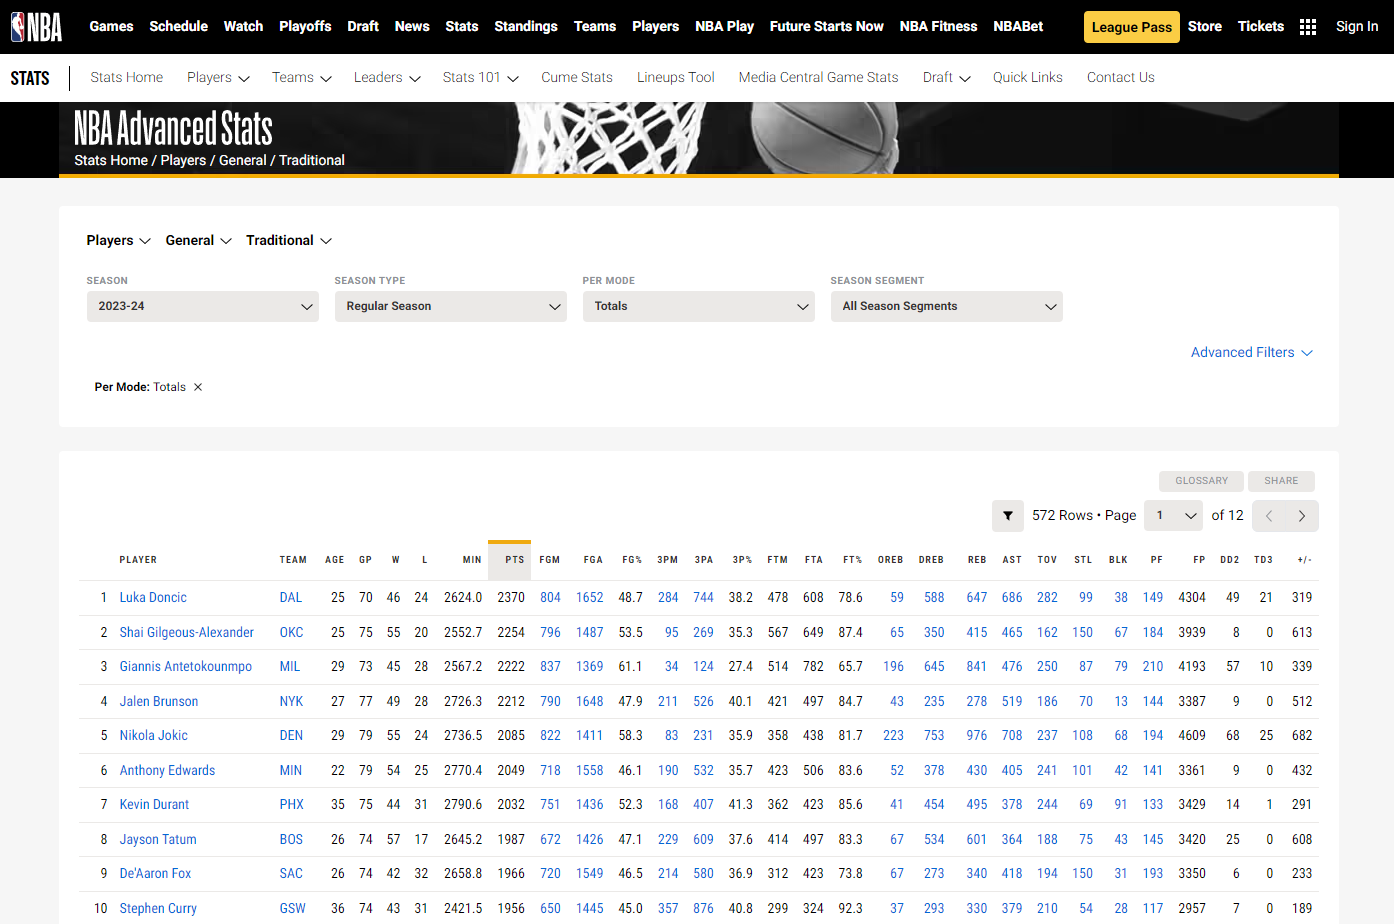 NBA Games Schedule Watch Playoffs Draft News Stats Standings Teams Players NBA Play Future Starts Now NBA Fitness NBABet League Pass Store Tickets Sign In
STATS Stats Home Players Teams Leaders Stats 101 Cume Stats Lineups Tool Media Central Game Stats Draft Quick Links Contact Us
NBA Advanced Stats
Stats Home / Players / General / Traditional
Players General Traditional
SEASON SEASON TYPE PER MODE SEASON SEGMENT
2023-24 Regular Season Totals All Season Segments
Advanced Filters
Per Mode: Totals ×
GLOSSARY SHARE
572 Rows • Page 1 of 12
PLAYER TEAM AGE GP W L MIN PTS FGM FGA FG% 3PM 3PA 3P% FTM FTA FT% OREB DREB REB AST TOV STL BLK PF FP DD2 TD3 +/-
1 Luka Doncic DAL 25 70 46 24 2624.0 2370 804 1652 48.7 284 744 38.2 478 608 78.6 59 588 647 686 282 99 38 149 4304 49 21 319
2 Shai Gilgeous-Alexander OKC 25 75 55 20 2552.7 2254 796 1487 53.5 95 269 35.3 567 649 87.4 65 350 415 465 162 150 67 184 3939 8 0 613
3 Giannis Antetokounmpo MIL 29 73 45 28 2567.2 2222 837 1369 61.1 34 124 27.4 514 782 65.7 196 645 841 476 250 87 79 210 4193 57 10 339
4 Jalen Brunson NYK 27 77 49 28 2726.3 2212 790 1648 47.9 211 526 40.1 421 497 84.7 43 235 278 519 186 70 13 144 3387 9 0 512
5 Nikola Jokic DEN 29 79 55 24 2736.5 2085 822 1411 58.3 83 231 35.9 358 438 81.7 223 753 976 708 237 108 68 194 4609 68 25 682
6 Anthony Edwards MIN 22 79 54 25 2770.4 2049 718 1558 46.1 190 532 35.7 423 506 83.6 52 378 430 405 241 101 42 141 3361 9 0 432
7 Kevin Durant PHX 35 75 44 31 2790.6 2032 751 1436 52.3 168 407 41.3 362 423 85.6 41 454 495 378 244 69 91 133 3429 14 1 291
8 Jayson Tatum BOS 26 74 57 17 2645.2 1987 672 1426 47.1 229 609 37.6 414 497 83.3 67 534 601 364 188 75 43 145 3420 25 0 608
9 De'Aaron Fox SAC 26 74 42 32 2658.8 1966 720 1549 46.5 214 580 36.9 312 423 73.8 67 273 340 418 194 150 31 193 3350 6 0 233
10 Stephen Curry GSW 36 74 43 31 2421.5 1956 650 1445 45.0 357 876 40.8 299 324 92.3 37 293 330 379 210 54 28 117 2957 7 0 189